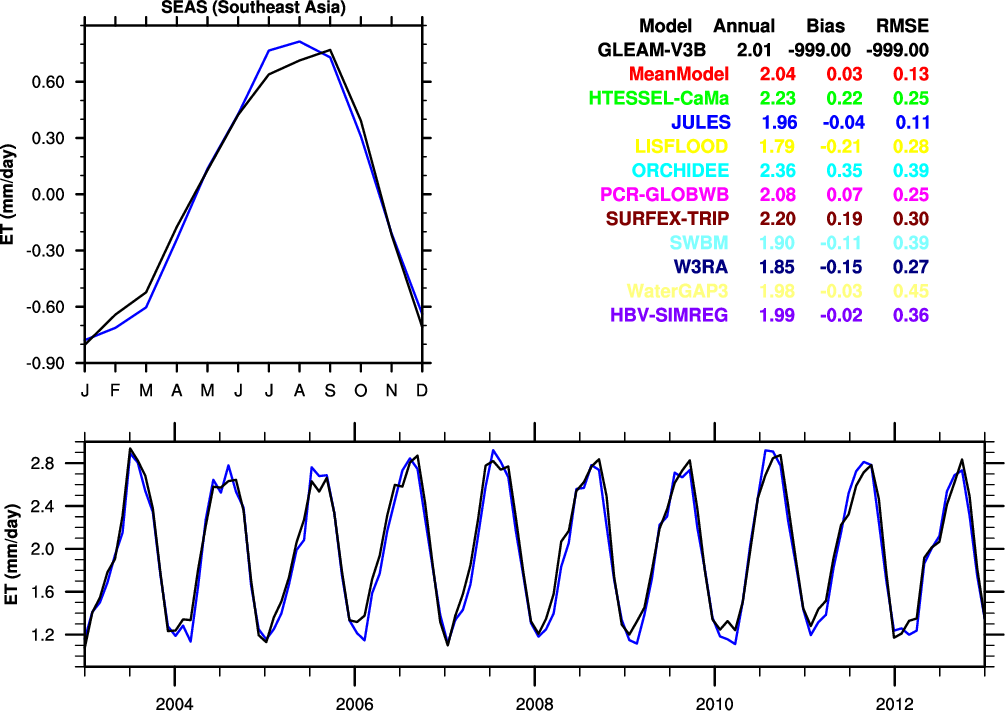 SEAS (Southeast Asia)
ET (mm/day)
0.60
0.30
0.00
-0.30
-0.60
-0.90
J F M A M J J A S O N D
Model Annual Bias RMSE
GLEAM-V3B 2.01 -999.00 -999.00
MeanModel 2.04 0.03 0.13
HTESSEL-CaMa 2.23 0.22 0.25
JULES 1.96 -0.04 0.11
LISFLOOD 1.79 -0.21 0.28
ORCHIDEE 2.36 0.35 0.39
PCR-GLOBWB 2.08 0.07 0.25
SURFEX-TRIP 2.20 0.19 0.30
SWBM 1.90 -0.11 0.39
W3RA 1.85 -0.15 0.27
WaterGAP3 1.98 -0.03 0.45
HBV-SIMREG 1.99 -0.02 0.36
ET (mm/day)
2.8
2.4
2.0
1.6
1.2
2004 2006 2008 2010 2012